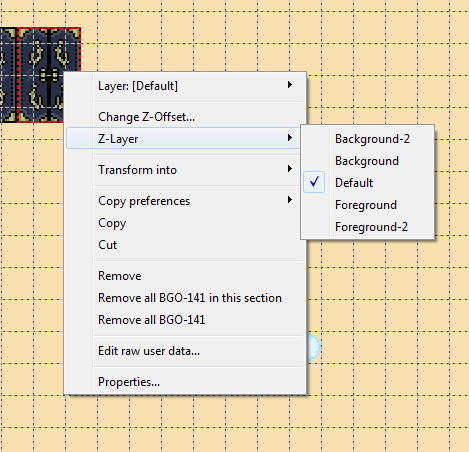 Layer: [Default]
Change Z-Offset...
Z-Layer
Transform into
Copy preferences
Copy
Cut
Remove
Remove all BGO-141 in this section
Remove all BGO-141
Edit raw user data...
Properties...
Background-2
Background
Default
Foreground
Foreground-2